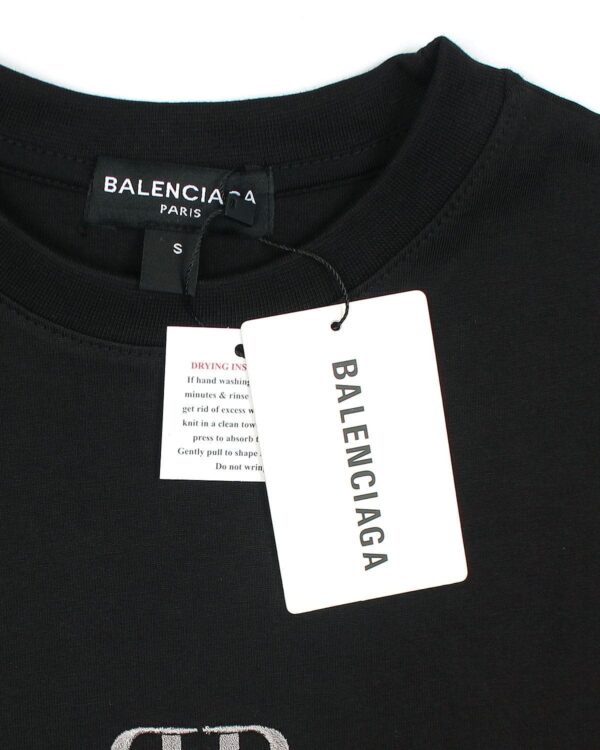 BALENCIAGA
PARIS
S
DRYING INS
If hand washing
minutes & rinse
get rid of excess w
knit in a clean tow
press to absorb
Gently pull to shape
Do not wring
BALENCIAGA